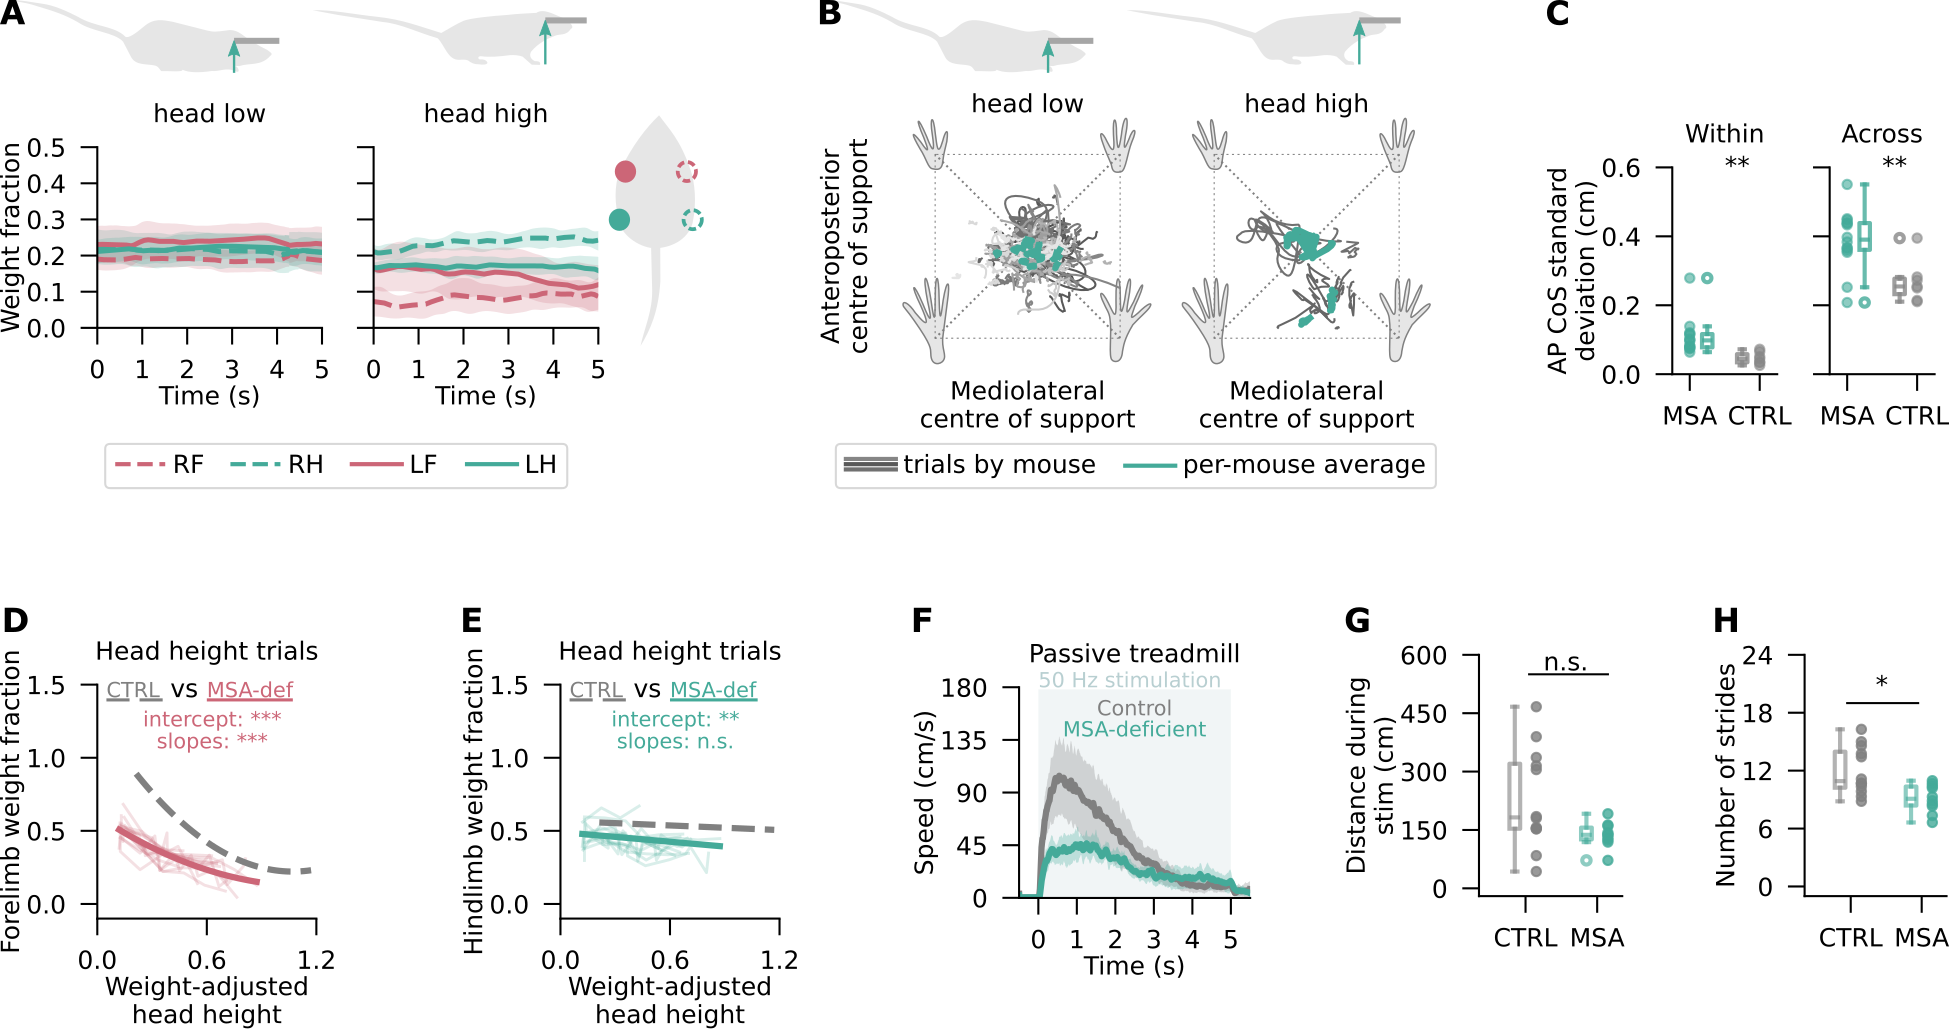 A
head low
head high
Weight fraction
0.5
0.4
0.3
0.2
0.1
0.0
0 1 2 3 4 5
0 1 2 3 4 5
Time (s)
Time (s)
RF RH LF LH
B
head low
head high
Anteroposterior
centre of support
Mediolateral
centre of support
Mediolateral
centre of support
trials by mouse per-mouse average
C
Within
**
Across
**
AP CoS standard
deviation (cm)
0.6
0.4
0.2
0.0
MSA CTRL
MSA CTRL
D
Head height trials
CTRL vs MSA-def
intercept: ***
slopes: ***
Forelimb weight fraction
1.5
1.0
0.5
0.0
0.0 0.6 1.2
Weight-adjusted
head height
E
Head height trials
CTRL vs MSA-def
intercept: **
slopes: n.s.
Hindlimb weight fraction
1.5
1.0
0.5
0.0
0.0 0.6 1.2
Weight-adjusted
head height
F
Passive treadmill
50 Hz stimulation
Control
MSA-deficient
Speed (cm/s)
180
135
90
45
0
0 1 2 3 4 5
Time (s)
G
n.s.
Distance during
stim (cm)
600
450
300
150
0
CTRL MSA
H
*
Number of strides
24
18
12
6
0
CTRL MSA